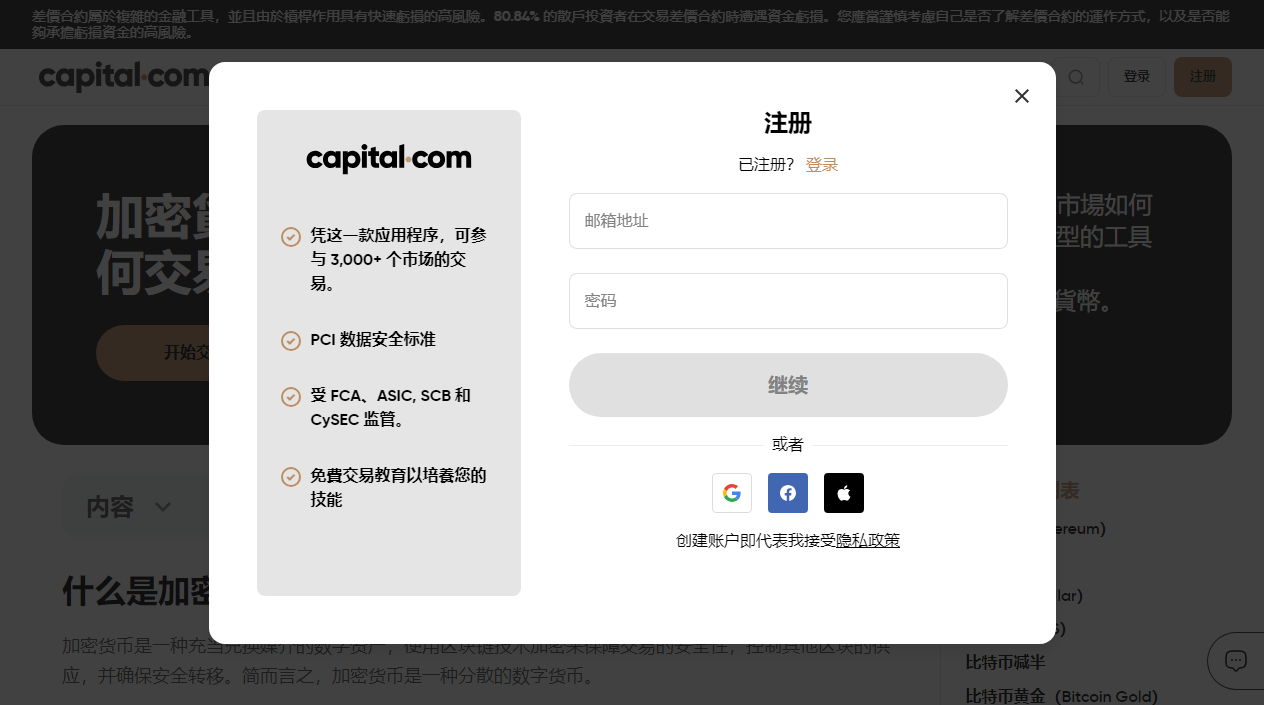 差價合約屬於複雜的金融工具，並且由於槓桿作用具有快速虧損的高風險。80.84% 的散戶投資者在交易差價合約時遭遇資金虧損。您應當謹慎考慮自己是否了解差價合約的運作方式，以及是否能
夠承擔虧損資金的高風險。
capital.com
登录
注册
加密貨
何交易
市場如何
型的工具
貨幣。
开始交
capital.com
凭这一款应用程序，可参
与 3,000+ 个市场的交
易。
PCI 数据安全标准
受 FCA、ASIC, SCB 和
CySEC 监管。
免費交易教育以培養您的
技能
注册
已注册？ 登录
邮箱地址
密码
继续
或者
创建账户即代表我接受隐私政策
内容
什么是加密
加密货币是一种充当兑换媒介的数字资产，使用区块链技术加密来保障交易的安全性，控制其他区块的供
应，并确保安全转移。简而言之，加密货币是一种分散的数字货币。
表
ereum)
lar)
比特币减半
比特币黄金（Bitcoin Gold)